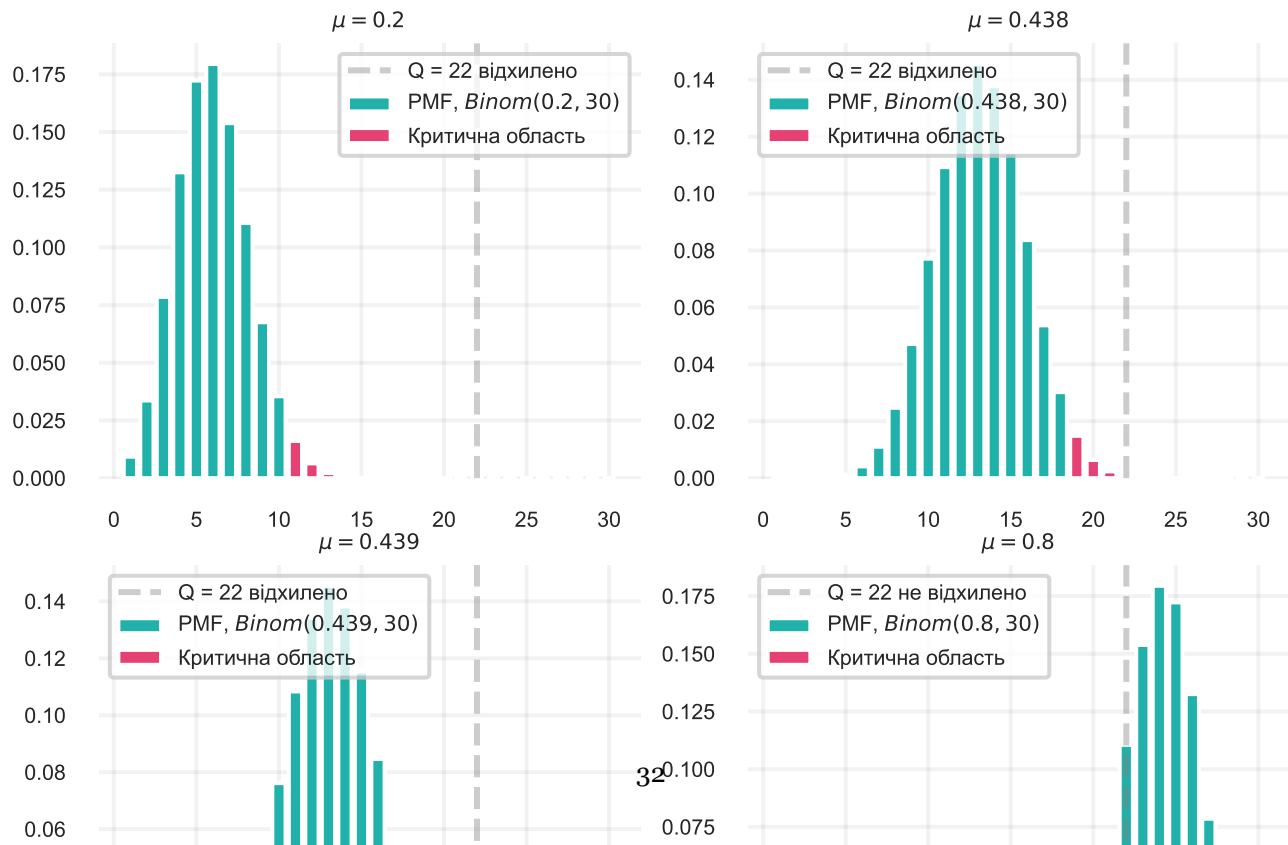 μ = 0.2
0.175
0.150
0.125
0.100
0.075
0.050
0.025
0.000
Q = 22 відхилено
PMF, Binom(0.2, 30)
Критична область
0 5 10 15 20 25 30
μ = 0.438
0.14
0.12
0.10
0.08
0.06
0.04
0.02
0.00
Q = 22 відхилено
PMF, Binom(0.438, 30)
Критична область
0 5 10 15 20 25 30
μ = 0.439
0.14
0.12
0.10
0.08
0.06
Q = 22 відхилено
PMF, Binom(0.439, 30)
Критична область
μ = 0.8
0.175
0.150
0.125
0.100
0.075
Q = 22 не відхилено
PMF, Binom(0.8, 30)
Критична область
32